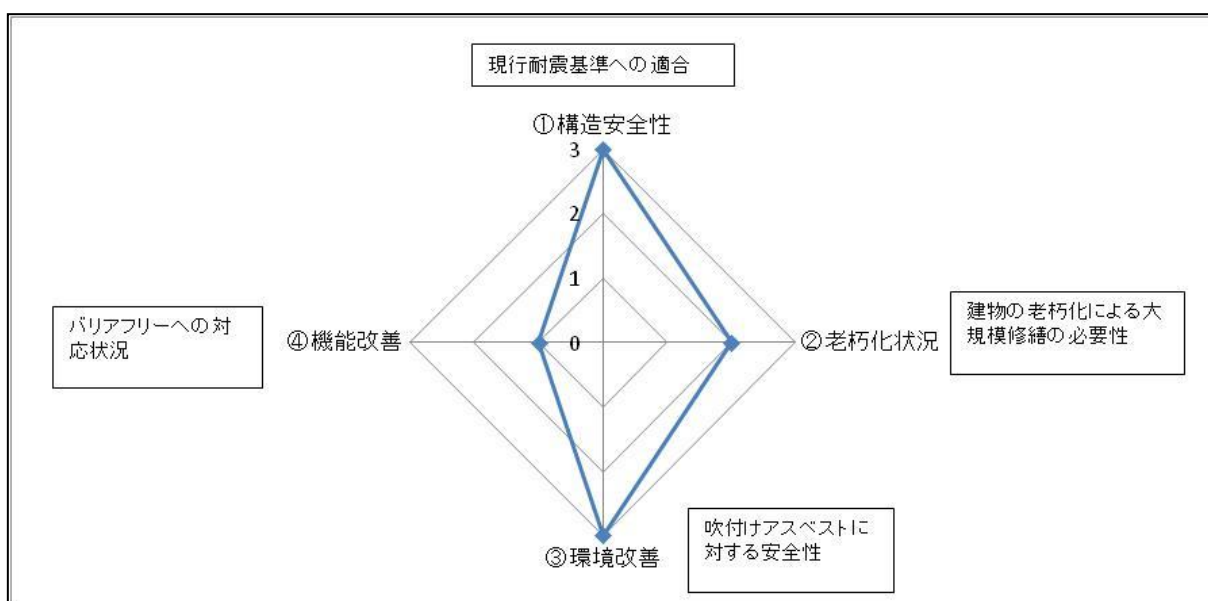 現行耐震基準への適合
①構造安全性
3
2
1
0
バリアフリーへの対
応状況
④機能改善
②老朽化状況
建物の老朽化による大
規模修繕の必要性
③環境改善
吹付けアスベストに
対する安全性